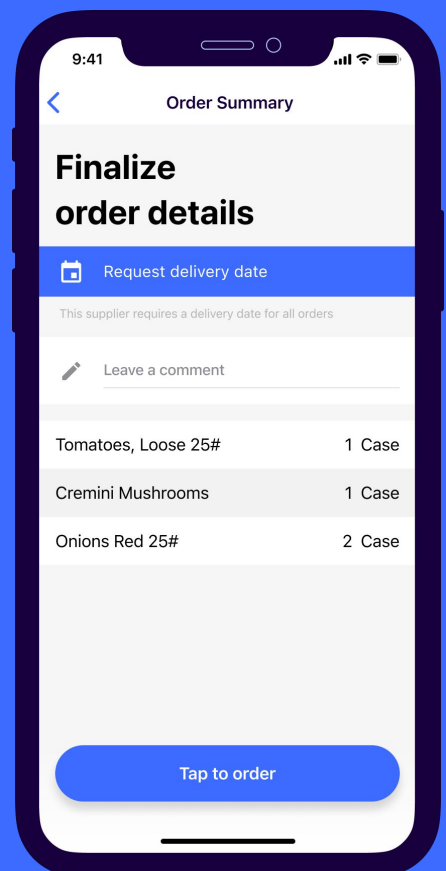 9:41
Order Summary
Finalize
order details
Request delivery date
This supplier requires a delivery date for all orders
Leave a comment
Tomatoes, Loose 25# 1 Case
Cremini Mushrooms 1 Case
Onions Red 25# 2 Case
Tap to order